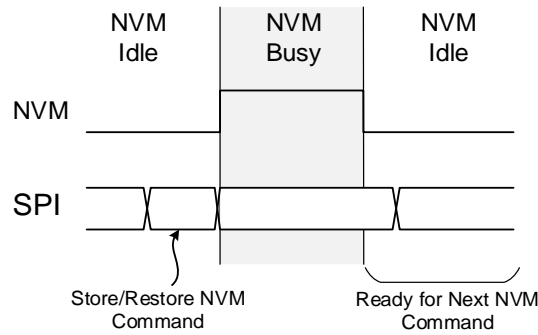 NVM
Idle
NVM
Busy
NVM
Idle
NVM
SPI
Store/Restore NVM
Command
Ready for Next NVM
Command